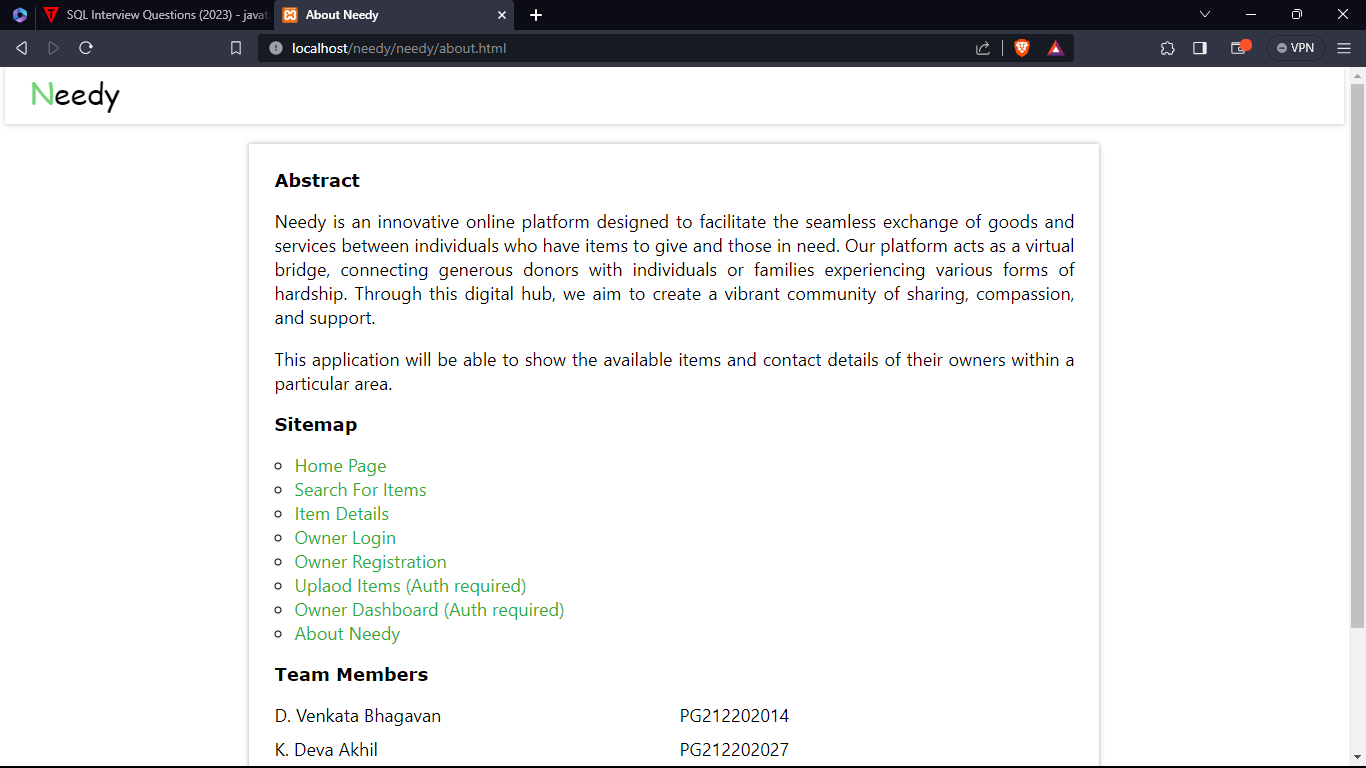 SQL Interview Questions (2023) - javat
About Needy
localhost/needy/needy/about.html
VPN
Needy
Abstract
Needy is an innovative online platform designed to facilitate the seamless exchange of goods and
services between individuals who have items to give and those in need. Our platform acts as a virtual
bridge, connecting generous donors with individuals or families experiencing various forms of
hardship. Through this digital hub, we aim to create a vibrant community of sharing, compassion,
and support.
This application will be able to show the available items and contact details of their owners within a
particular area.
Sitemap
Home Page
Search For Items
Item Details
Owner Login
Owner Registration
Uplaod Items (Auth required)
Owner Dashboard (Auth required)
About Needy
Team Members
D. Venkata Bhagavan PG212202014
K. Deva Akhil PG212202027